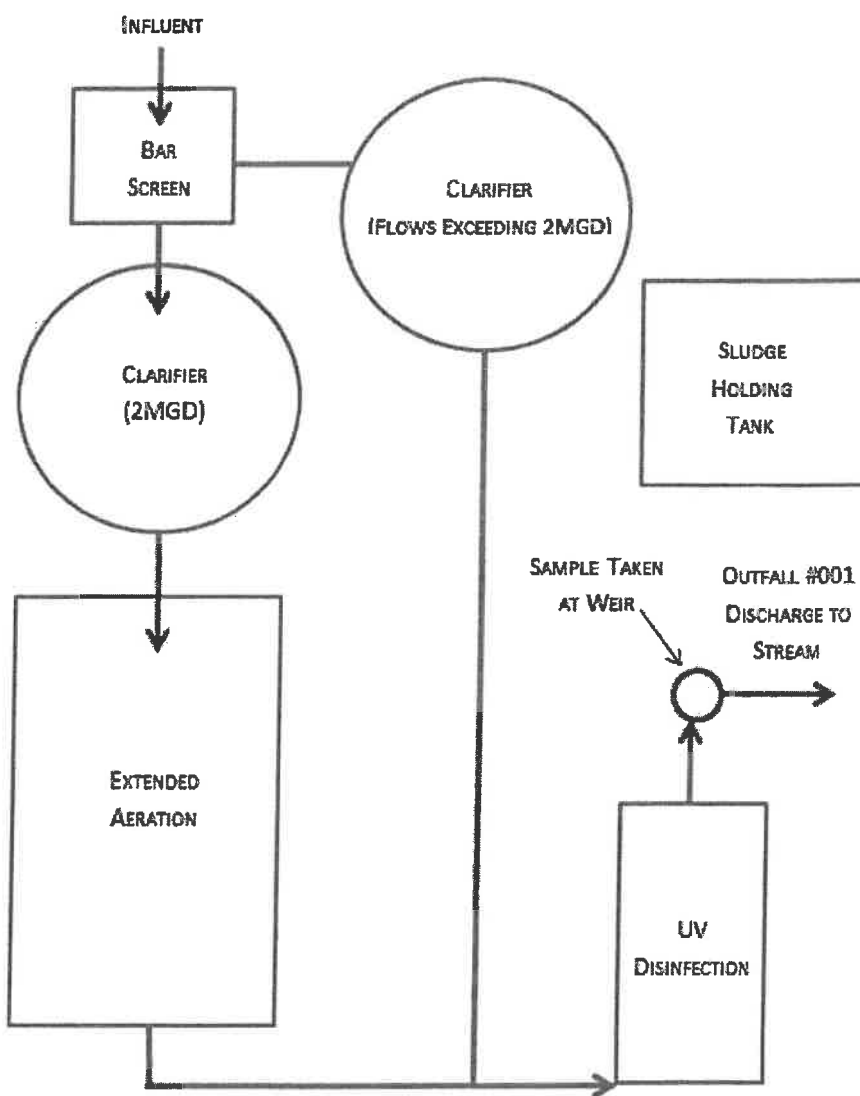 INFLUENT
BAR
SCREEN
CLARIFIER
(FLOWS EXCEEDING 2MGD)
CLARIFIER
(2MGD)
SLUDGE
HOLDING
TANK
SAMPLE TAKEN
AT WEIR
OUTFALL #001
DISCHARGE TO
STREAM
EXTENDED
AERATION
UV
DISINFECTION